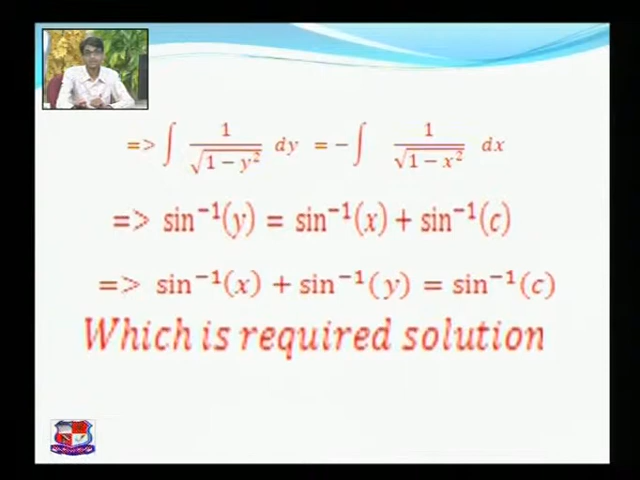 => ∫ 1/√(1 − y²) dy = − ∫ 1/√(1 − x²) dx
=> sin⁻¹(y) = sin⁻¹(x) + sin⁻¹(c)
=> sin⁻¹(x) + sin⁻¹(y) = sin⁻¹(c)
Which is required solution